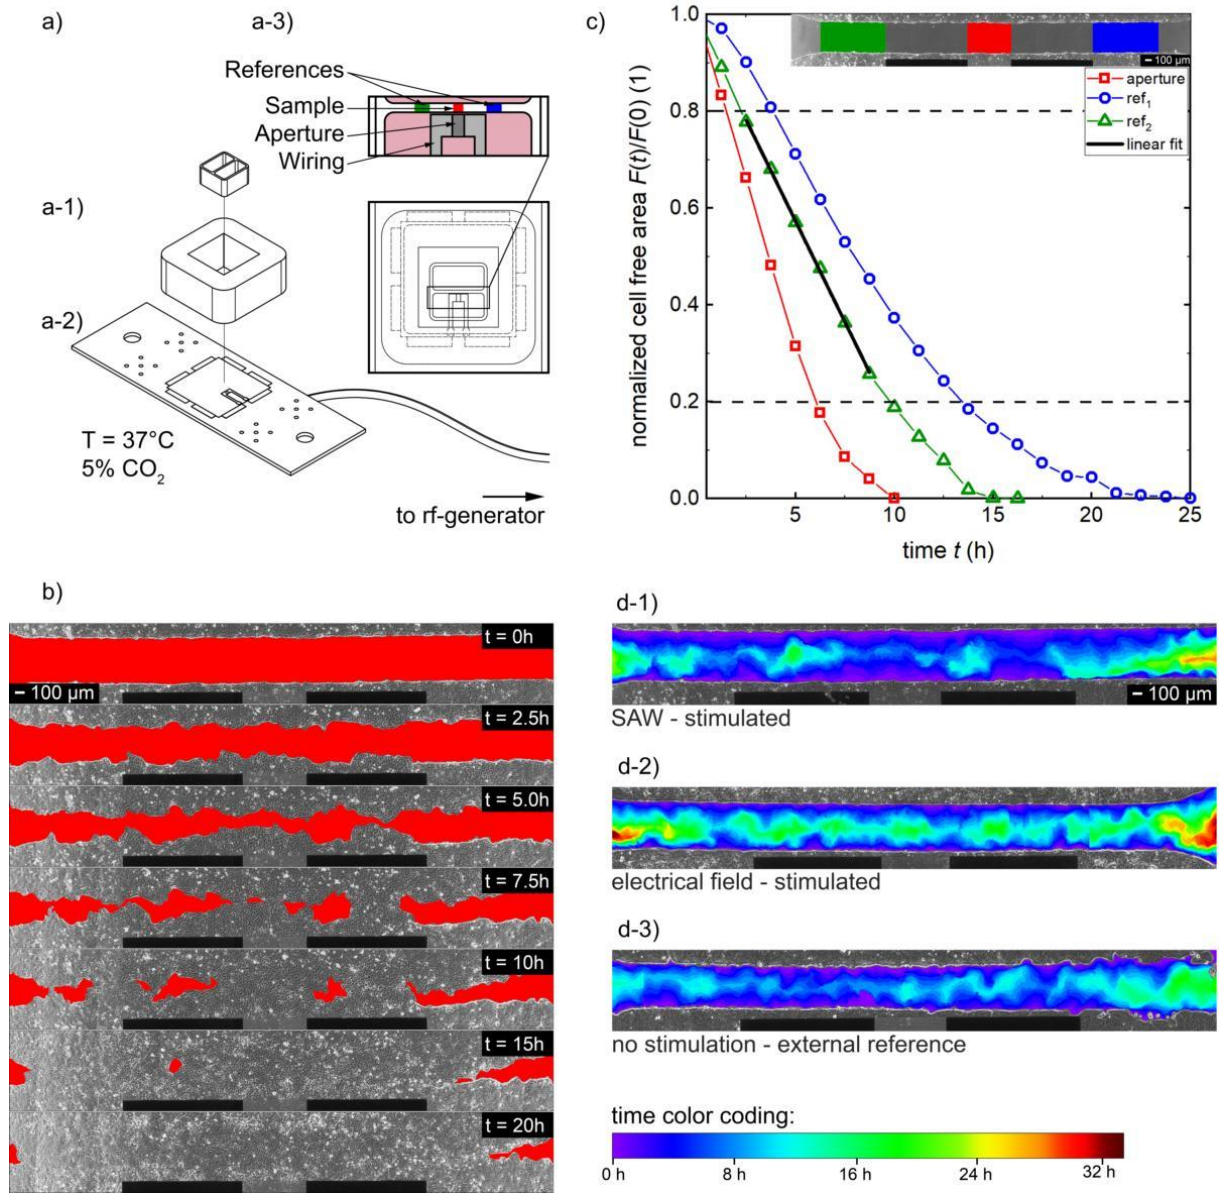 a)
a-3)
References
Sample
Aperture
Wiring
a-1)
a-2)
T = 37°C
5% CO₂
to rf-generator
c)
normalized cell free area F(t)/F(0) (1)
1.0
0.8
0.6
0.4
0.2
0.0
5
10
15
20
25
time t (h)
100 µm
aperture
ref₁
ref₂
linear fit
b)
t = 0h
100 µm
t = 2.5h
t = 5.0h
t = 7.5h
t = 10h
t = 15h
t = 20h
d-1)
100 µm
SAW - stimulated
d-2)
electrical field - stimulated
d-3)
no stimulation - external reference
time color coding:
0 h 8 h 16 h 24 h 32 h